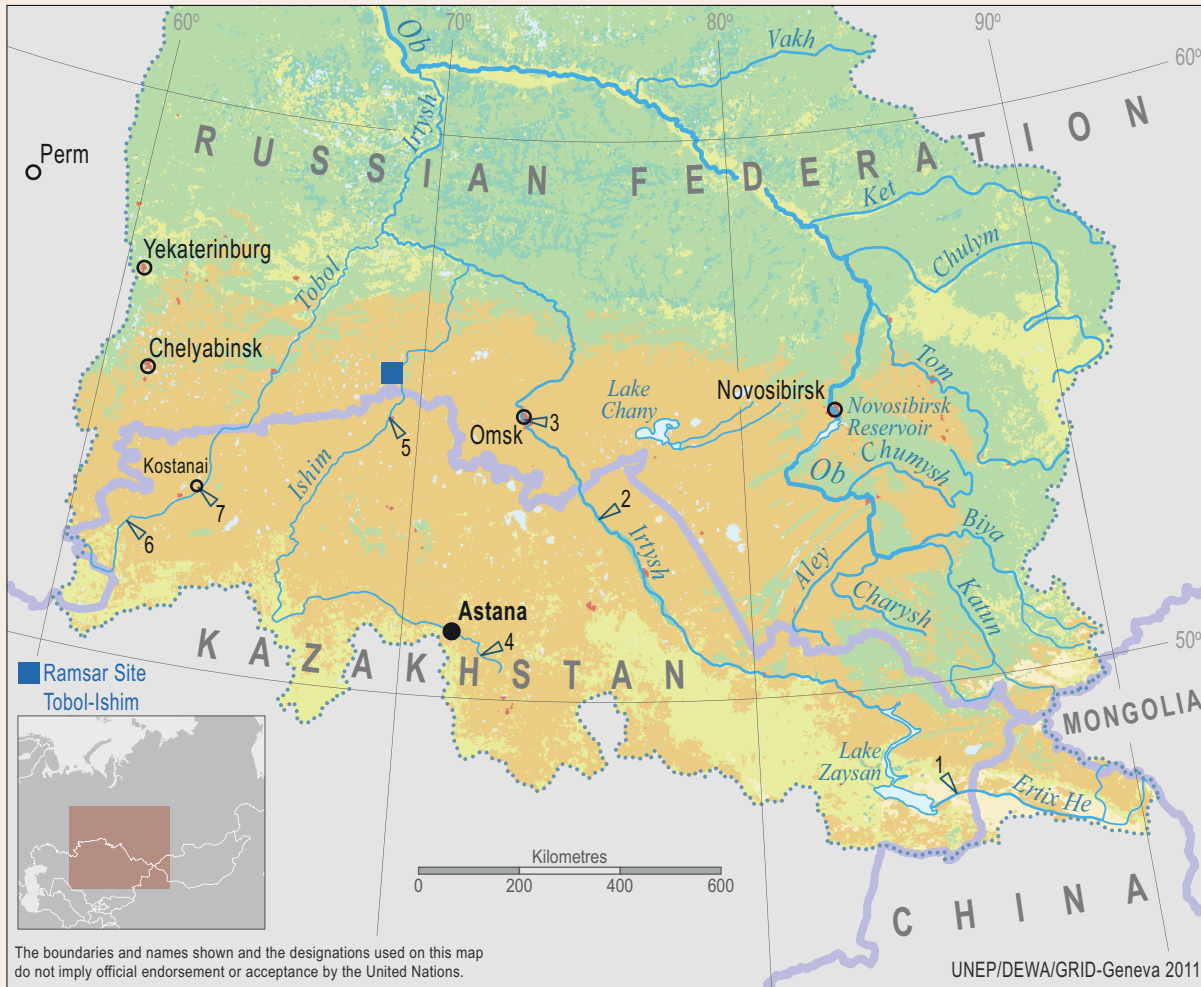 60º
70º
80º
90º
60º
50º
Ob
Vakh
Irtysh
Perm
RUSSIAN FEDERATION
Ket
Chulym
Yekaterinburg
Tobol
Chelyabinsk
Tom
Lake
Chany
Novosibirsk
Novosibirsk
Reservoir
Omsk
3
5
Chumysh
Ob
Kostanai
Ishim
7
6
2
Irtysh
Biya
Aley
Charysh
Katun
Astana
4
KAZAKHSTAN
MONGOLIA
Ramsar Site
Tobol-Ishim
Lake
Zaysan
1
Ertix He
Kilometres
0 200 400 600
CHINA
The boundaries and names shown and the designations used on this map
do not imply official endorsement or acceptance by the United Nations.
UNEP/DEWA/GRID-Geneva 2011